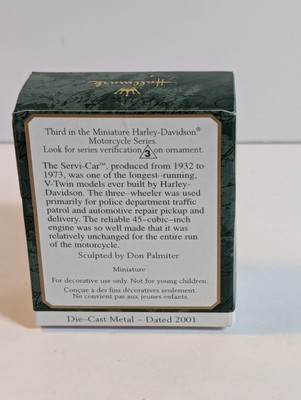 Hallmark
Third in the Miniature Harley-Davidson®
Motorcycle Series.
Look for series verification 3 on ornament.
The Servi-Car™, produced from 1932 to
1973, was one of the longest-running,
V-Twin models ever built by Harley-
Davidson. The three-wheeler was used
primarily for police department traffic
patrol and automotive repair pickup and
delivery. The reliable 45-cubic-inch
engine was so well made that it was
relatively unchanged for the entire run
of the motorcycle.
Sculpted by Don Palmiter
Miniature
For decorative use only. Not for young children.
Conçue à des fins décoratives seulement.
Ne convient pas aux jeunes enfants.
Die-Cast Metal – Dated 2001